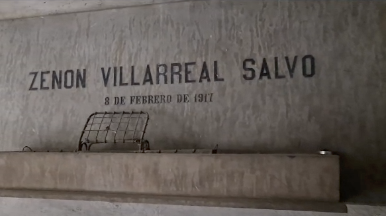 ZENON VILLARREAL SALVO
8 DE FEBRERO DE 1917